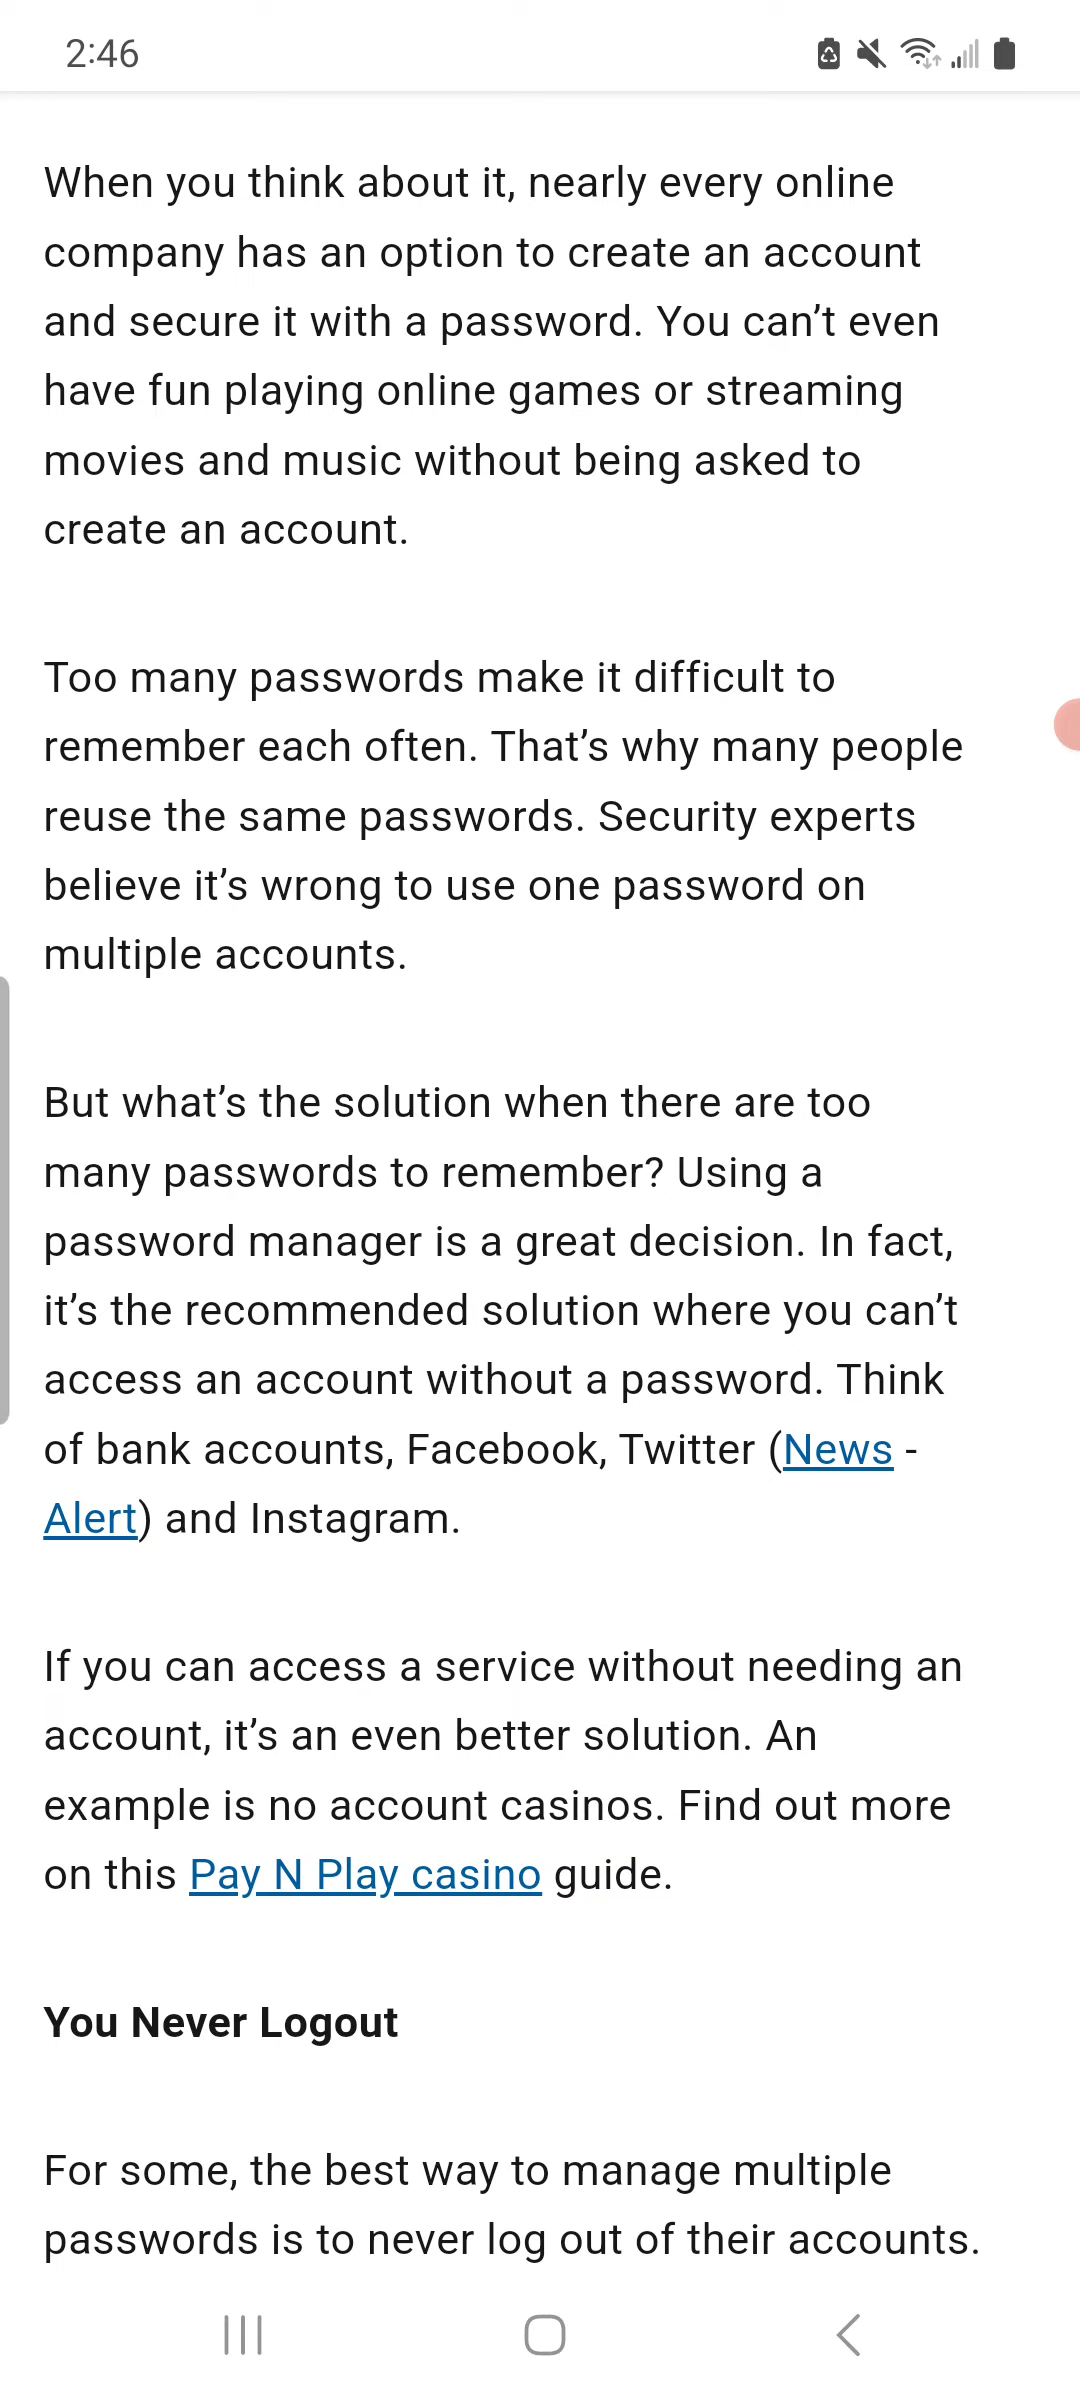 2:46
When you think about it, nearly every online
company has an option to create an account
and secure it with a password. You can’t even
have fun playing online games or streaming
movies and music without being asked to
create an account.
Too many passwords make it difficult to
remember each often. That’s why many people
reuse the same passwords. Security experts
believe it’s wrong to use one password on
multiple accounts.
But what’s the solution when there are too
many passwords to remember? Using a
password manager is a great decision. In fact,
it’s the recommended solution where you can’t
access an account without a password. Think
of bank accounts, Facebook, Twitter (News -
Alert) and Instagram.
If you can access a service without needing an
account, it’s an even better solution. An
example is no account casinos. Find out more
on this Pay N Play casino guide.
You Never Logout
For some, the best way to manage multiple
passwords is to never log out of their accounts.